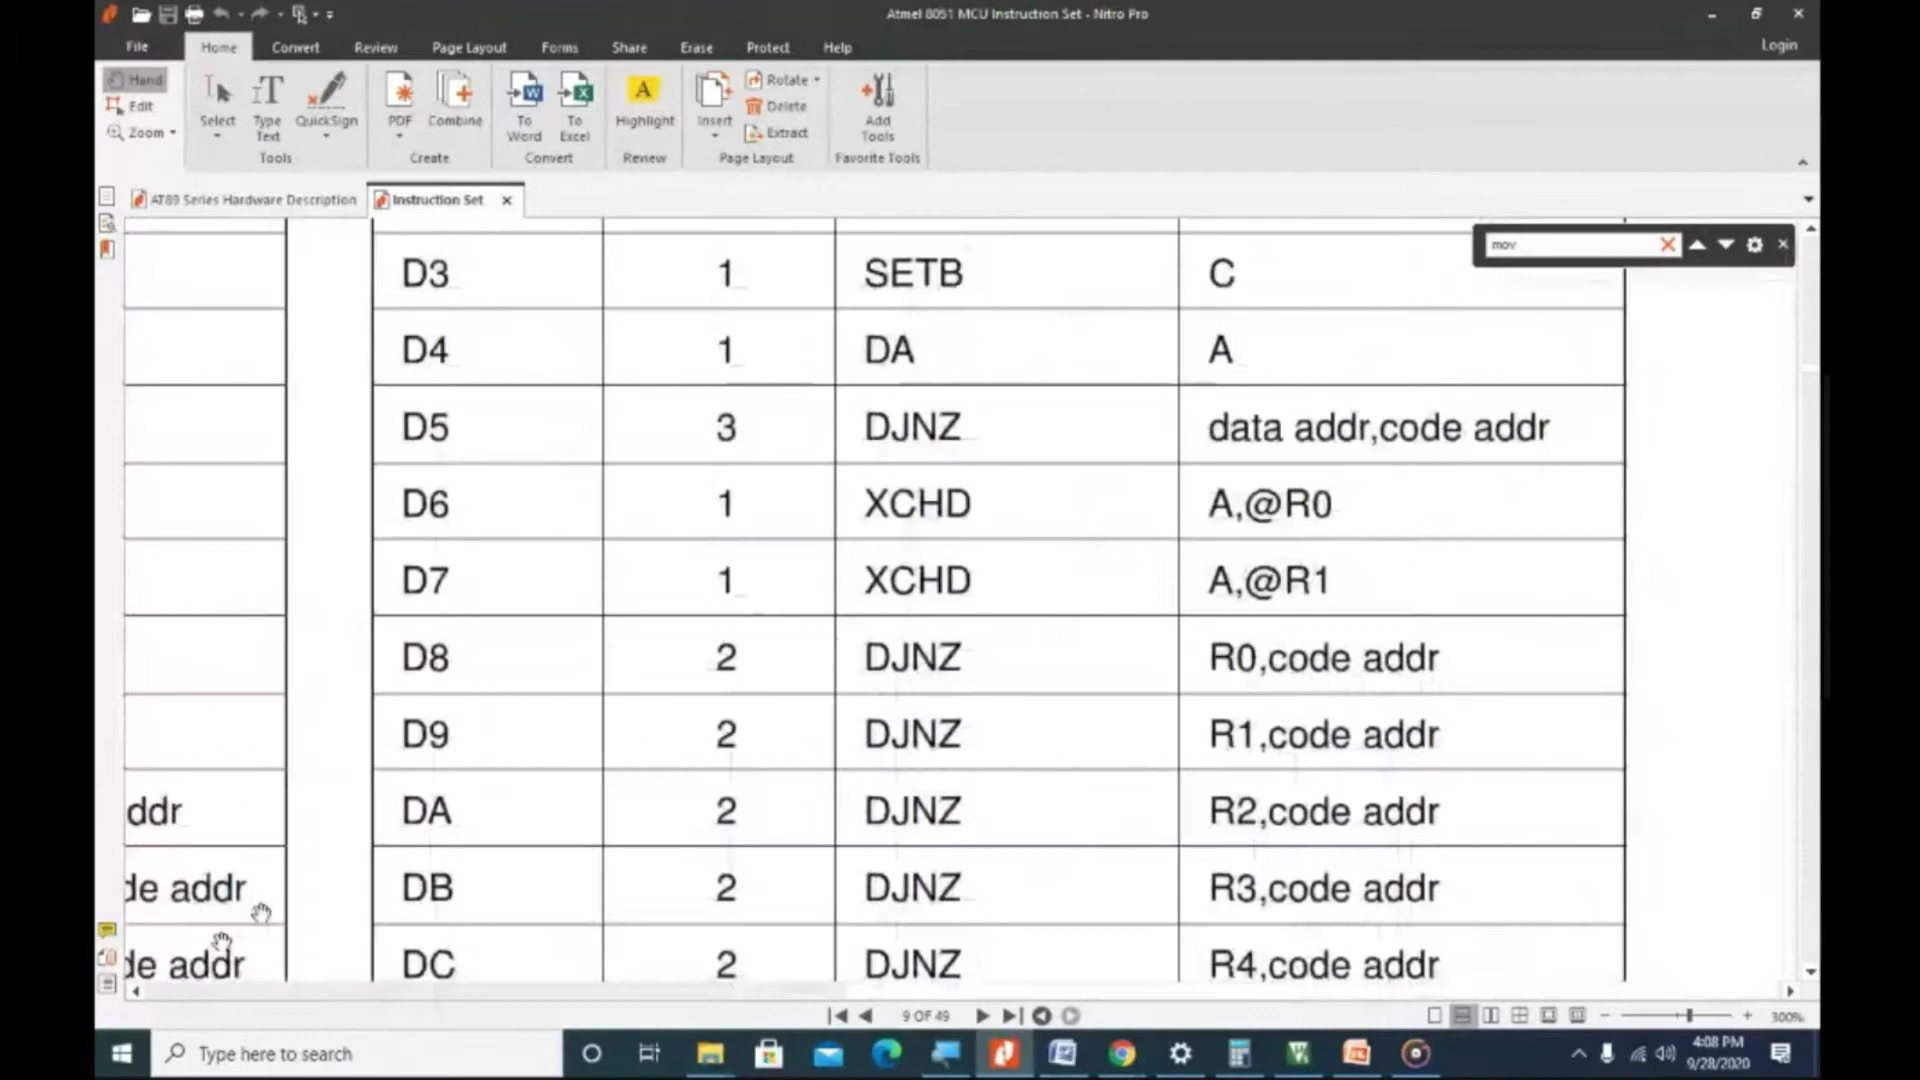 Atmel 8051 MCU Instruction Set - Nitro Pro
File Home Convert Review Page Layout Forms Share Erase Protect Help Login
Hand
Edit
Zoom
Select
Type Text
QuickSign
Tools
PDF
Combine
Create
To Word
To Excel
Convert
Highlight
Review
Insert
Rotate
Delete
Extract
Page Layout
Add Tools
Favorite Tools
AT89 Series Hardware Description Instruction Set
mov
D3 1 SETB C
D4 1 DA A
D5 3 DJNZ data addr,code addr
D6 1 XCHD A,@R0
D7 1 XCHD A,@R1
D8 2 DJNZ R0,code addr
D9 2 DJNZ R1,code addr
ddr DA 2 DJNZ R2,code addr
de addr DB 2 DJNZ R3,code addr
de addr DC 2 DJNZ R4,code addr
9 OF 49
300%
Type here to search
4:08 PM
9/28/2020